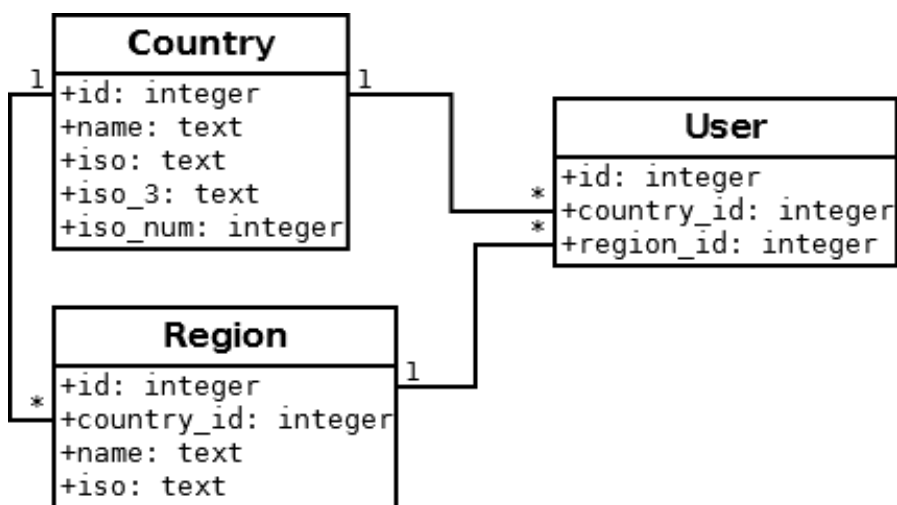 Country
1
1
+id: integer
+name: text
+iso: text
+iso_3: text
+iso_num: integer
User
+id: integer
*
+country_id: integer
*
+region_id: integer
Region
+id: integer
1
*
+country_id: integer
+name: text
+iso: text